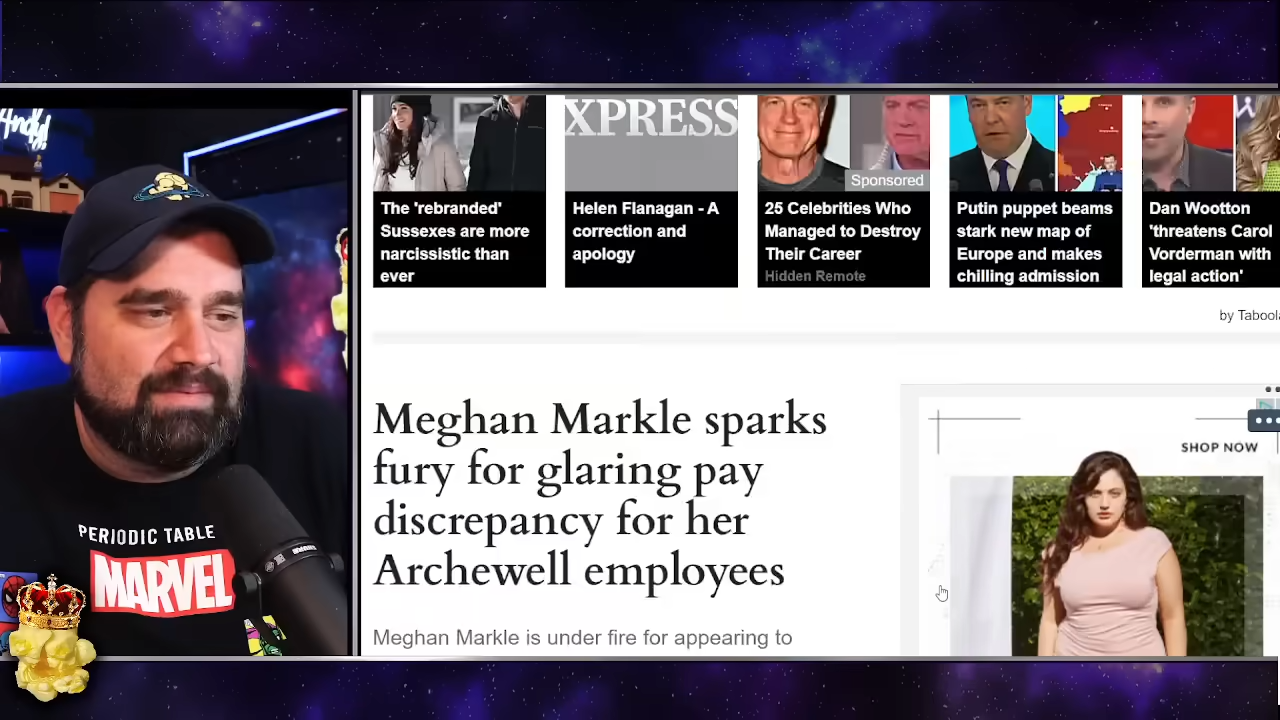 Andy!
XPRESS
Sponsored
The 'rebranded'
Sussexes are more
narcissistic than
ever
Helen Flanagan - A
correction and
apology
25 Celebrities Who
Managed to Destroy
Their Career
Hidden Remote
Putin puppet beams
stark new map of
Europe and makes
chilling admission
Dan Wootton
'threatens Carol
Vorderman with
legal action'
by Taboola
Meghan Markle sparks
fury for glaring pay
discrepancy for her
Archewell employees
Meghan Markle is under fire for appearing to
SHOP NOW
PERIODIC TABLE
MARVEL